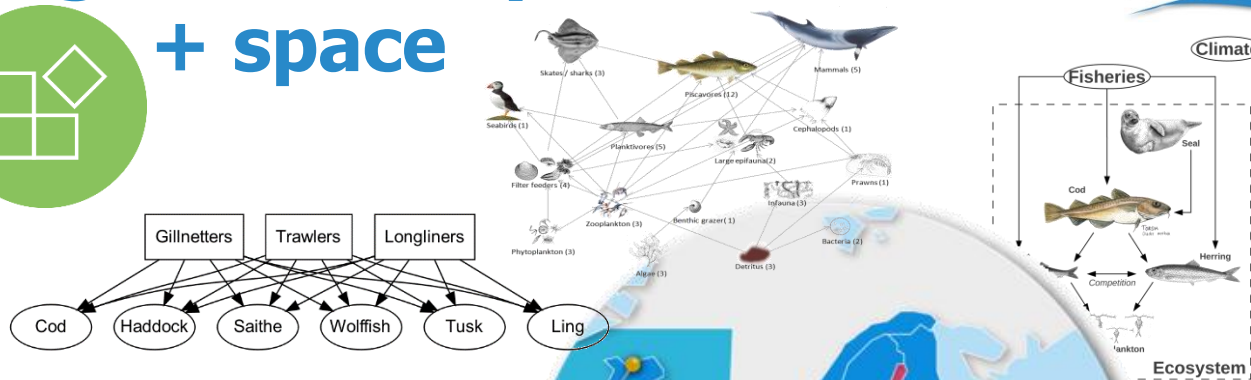 + space
Climate
Fisheries
Skates / sharks (3)
Mammals (5)
Piscavores (12)
Seabirds (1)
Cephalopods (1)
Planktivores (5)
Large epifauna(2)
Seal
Filter feeders (4)
Prawns (1)
Cod
Infauna (3)
Zooplankton (3)
Benthic grazer( 1)
Gillnetters
Trawlers
Longliners
Phytoplankton (3)
Bacteria (2)
Algae (3)
Detritus (3)
Herring
Competition
Cod
Haddock
Saithe
Wolffish
Tusk
Ling
ankton
Ecosystem